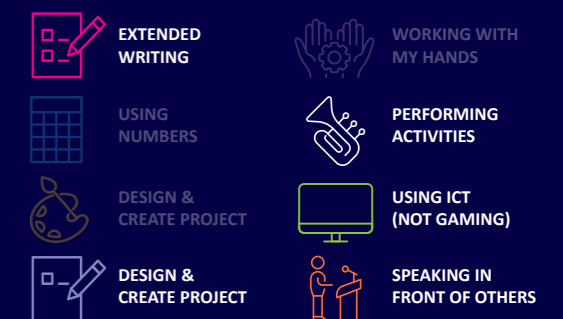 EXTENDED
WRITING
WORKING WITH
MY HANDS
USING
NUMBERS
PERFORMING
ACTIVITIES
DESIGN &
CREATE PROJECT
USING ICT
(NOT GAMING)
DESIGN &
CREATE PROJECT
SPEAKING IN
FRONT OF OTHERS